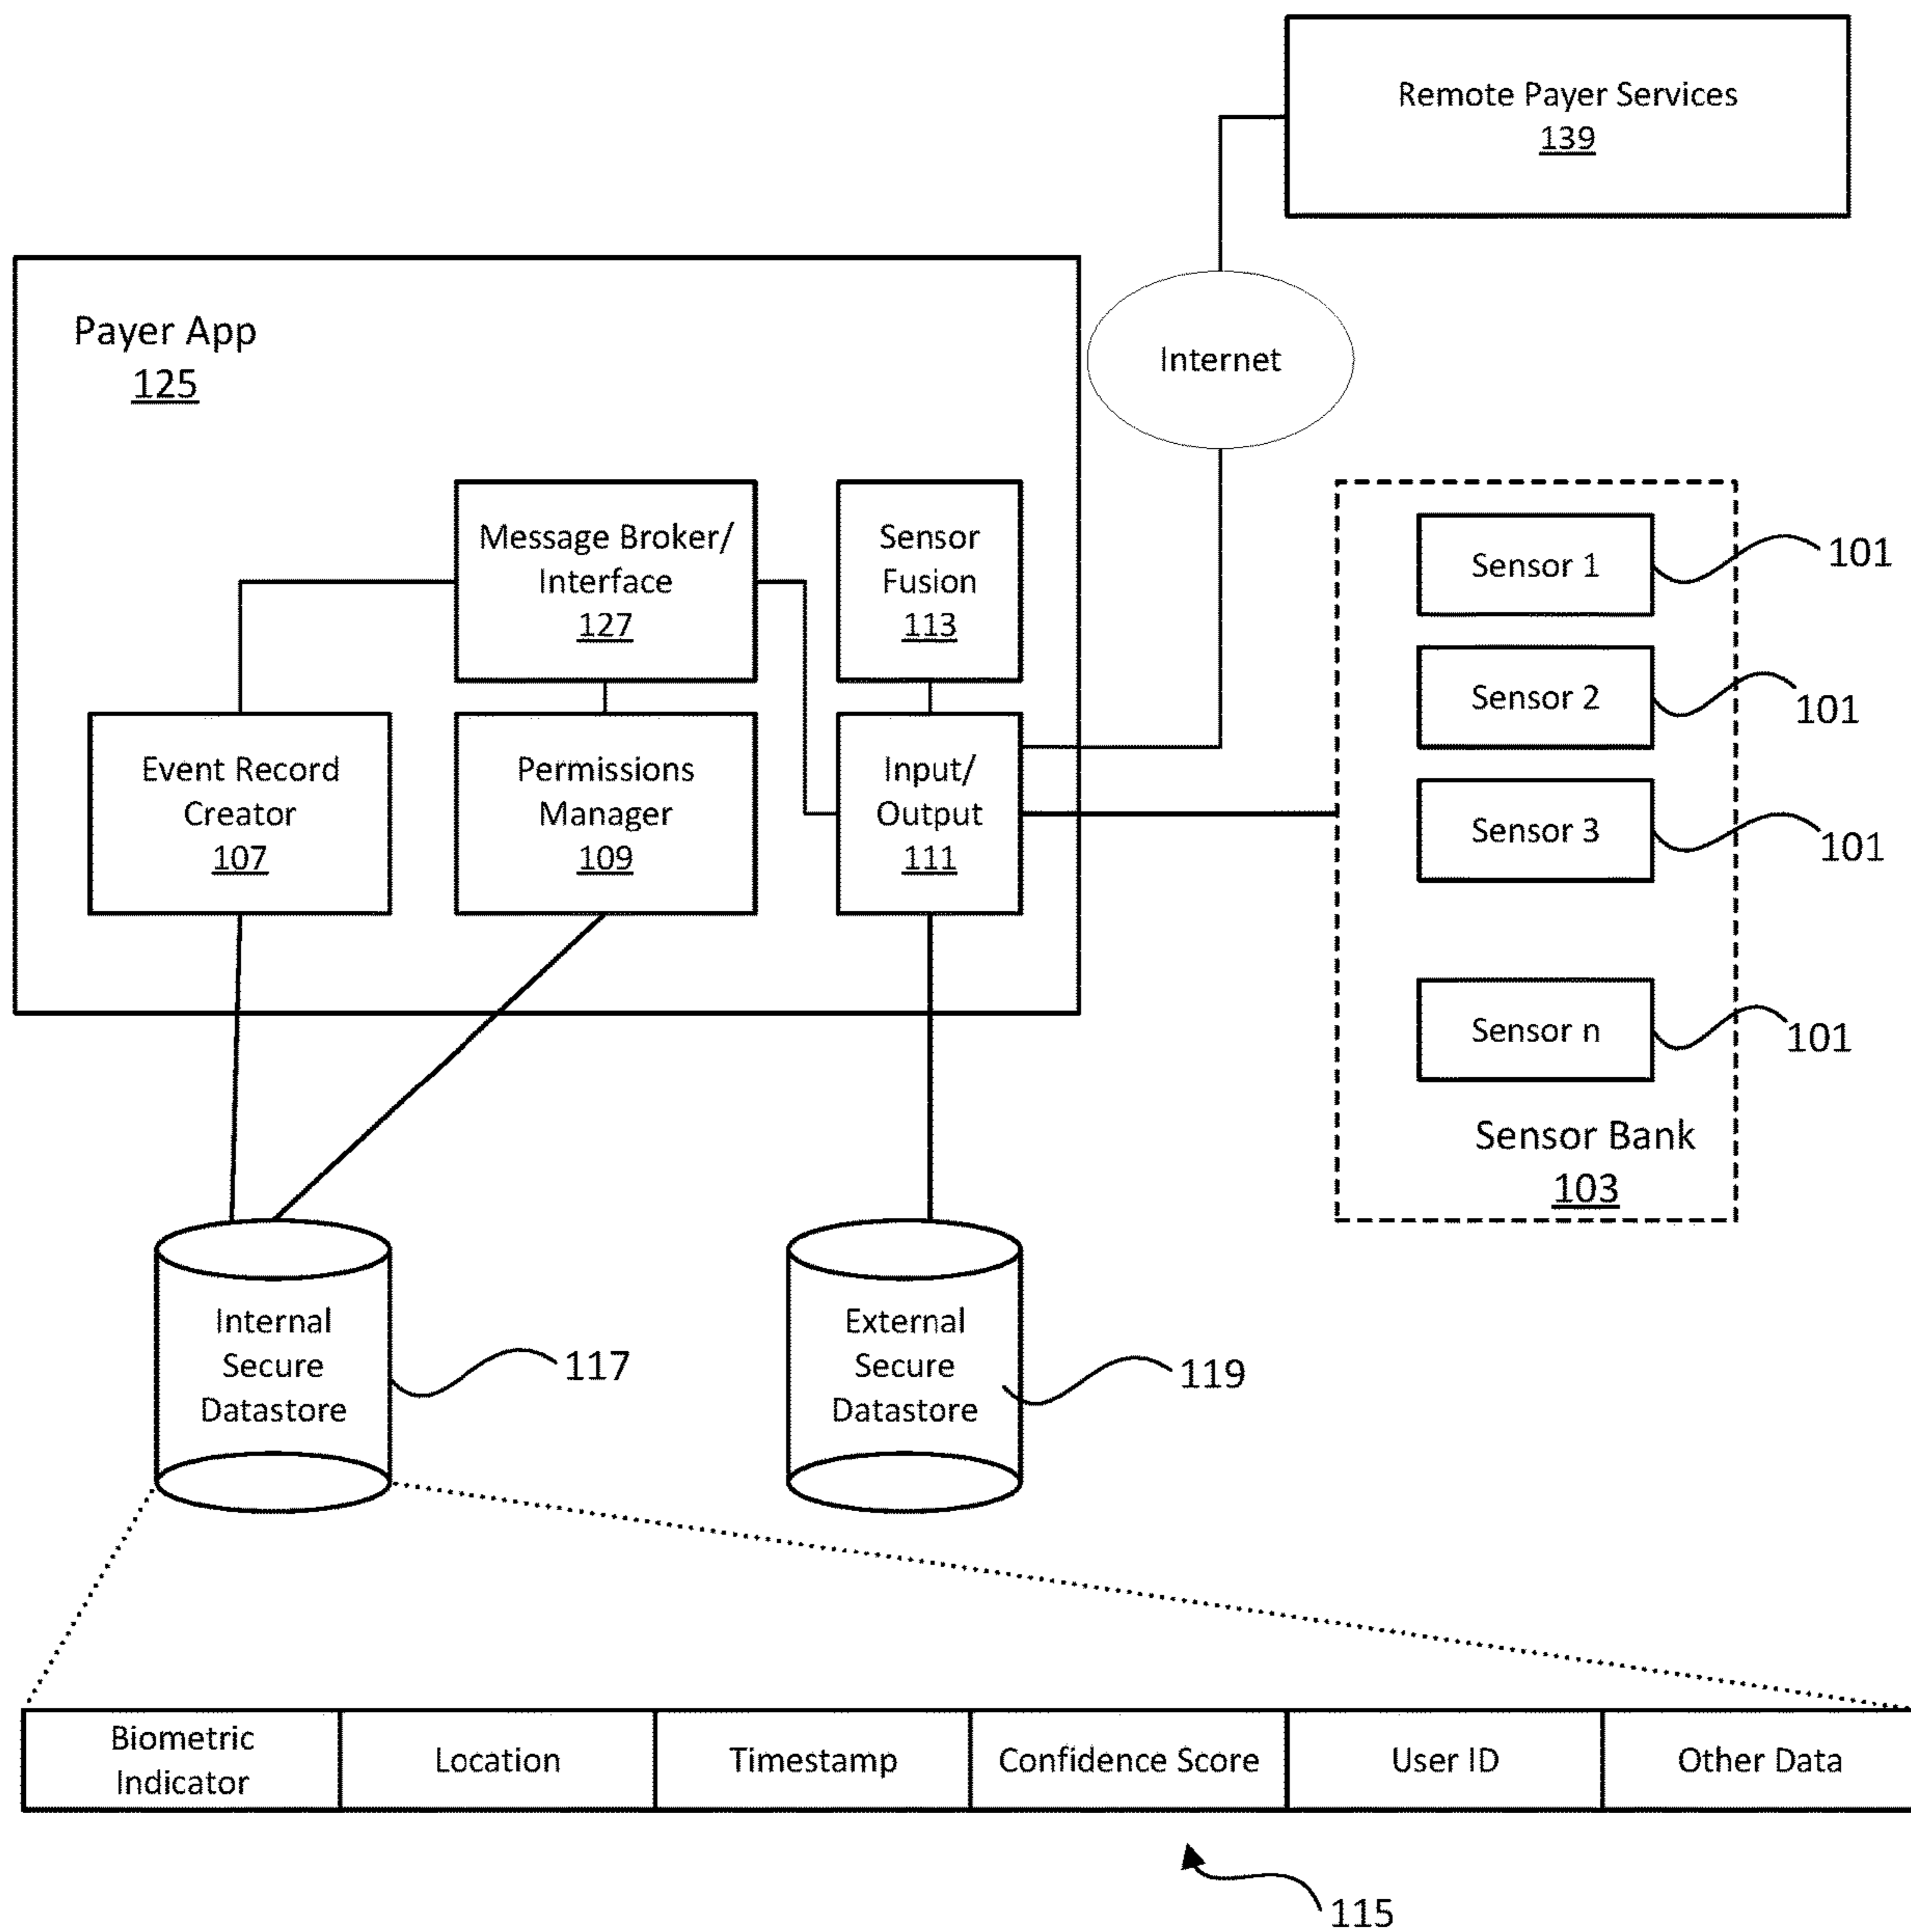 Remote Payer Services
139
Payer App
125
Internet
Message Broker/
Interface
127
Sensor
Fusion
113
Event Record
Creator
107
Permissions
Manager
109
Input/
Output
111
Sensor 1
101
Sensor 2
101
Sensor 3
101
Sensor n
101
Sensor Bank
103
Internal
Secure
Datastore
117
External
Secure
Datastore
119
Biometric
Indicator
Location
Timestamp
Confidence Score
User ID
Other Data
115